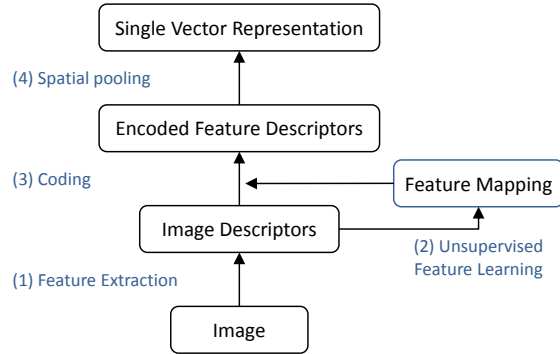 Single Vector Representation
(4) Spatial pooling
Encoded Feature Descriptors
(3) Coding
Feature Mapping
Image Descriptors
(2) Unsupervised
Feature Learning
(1) Feature Extraction
Image